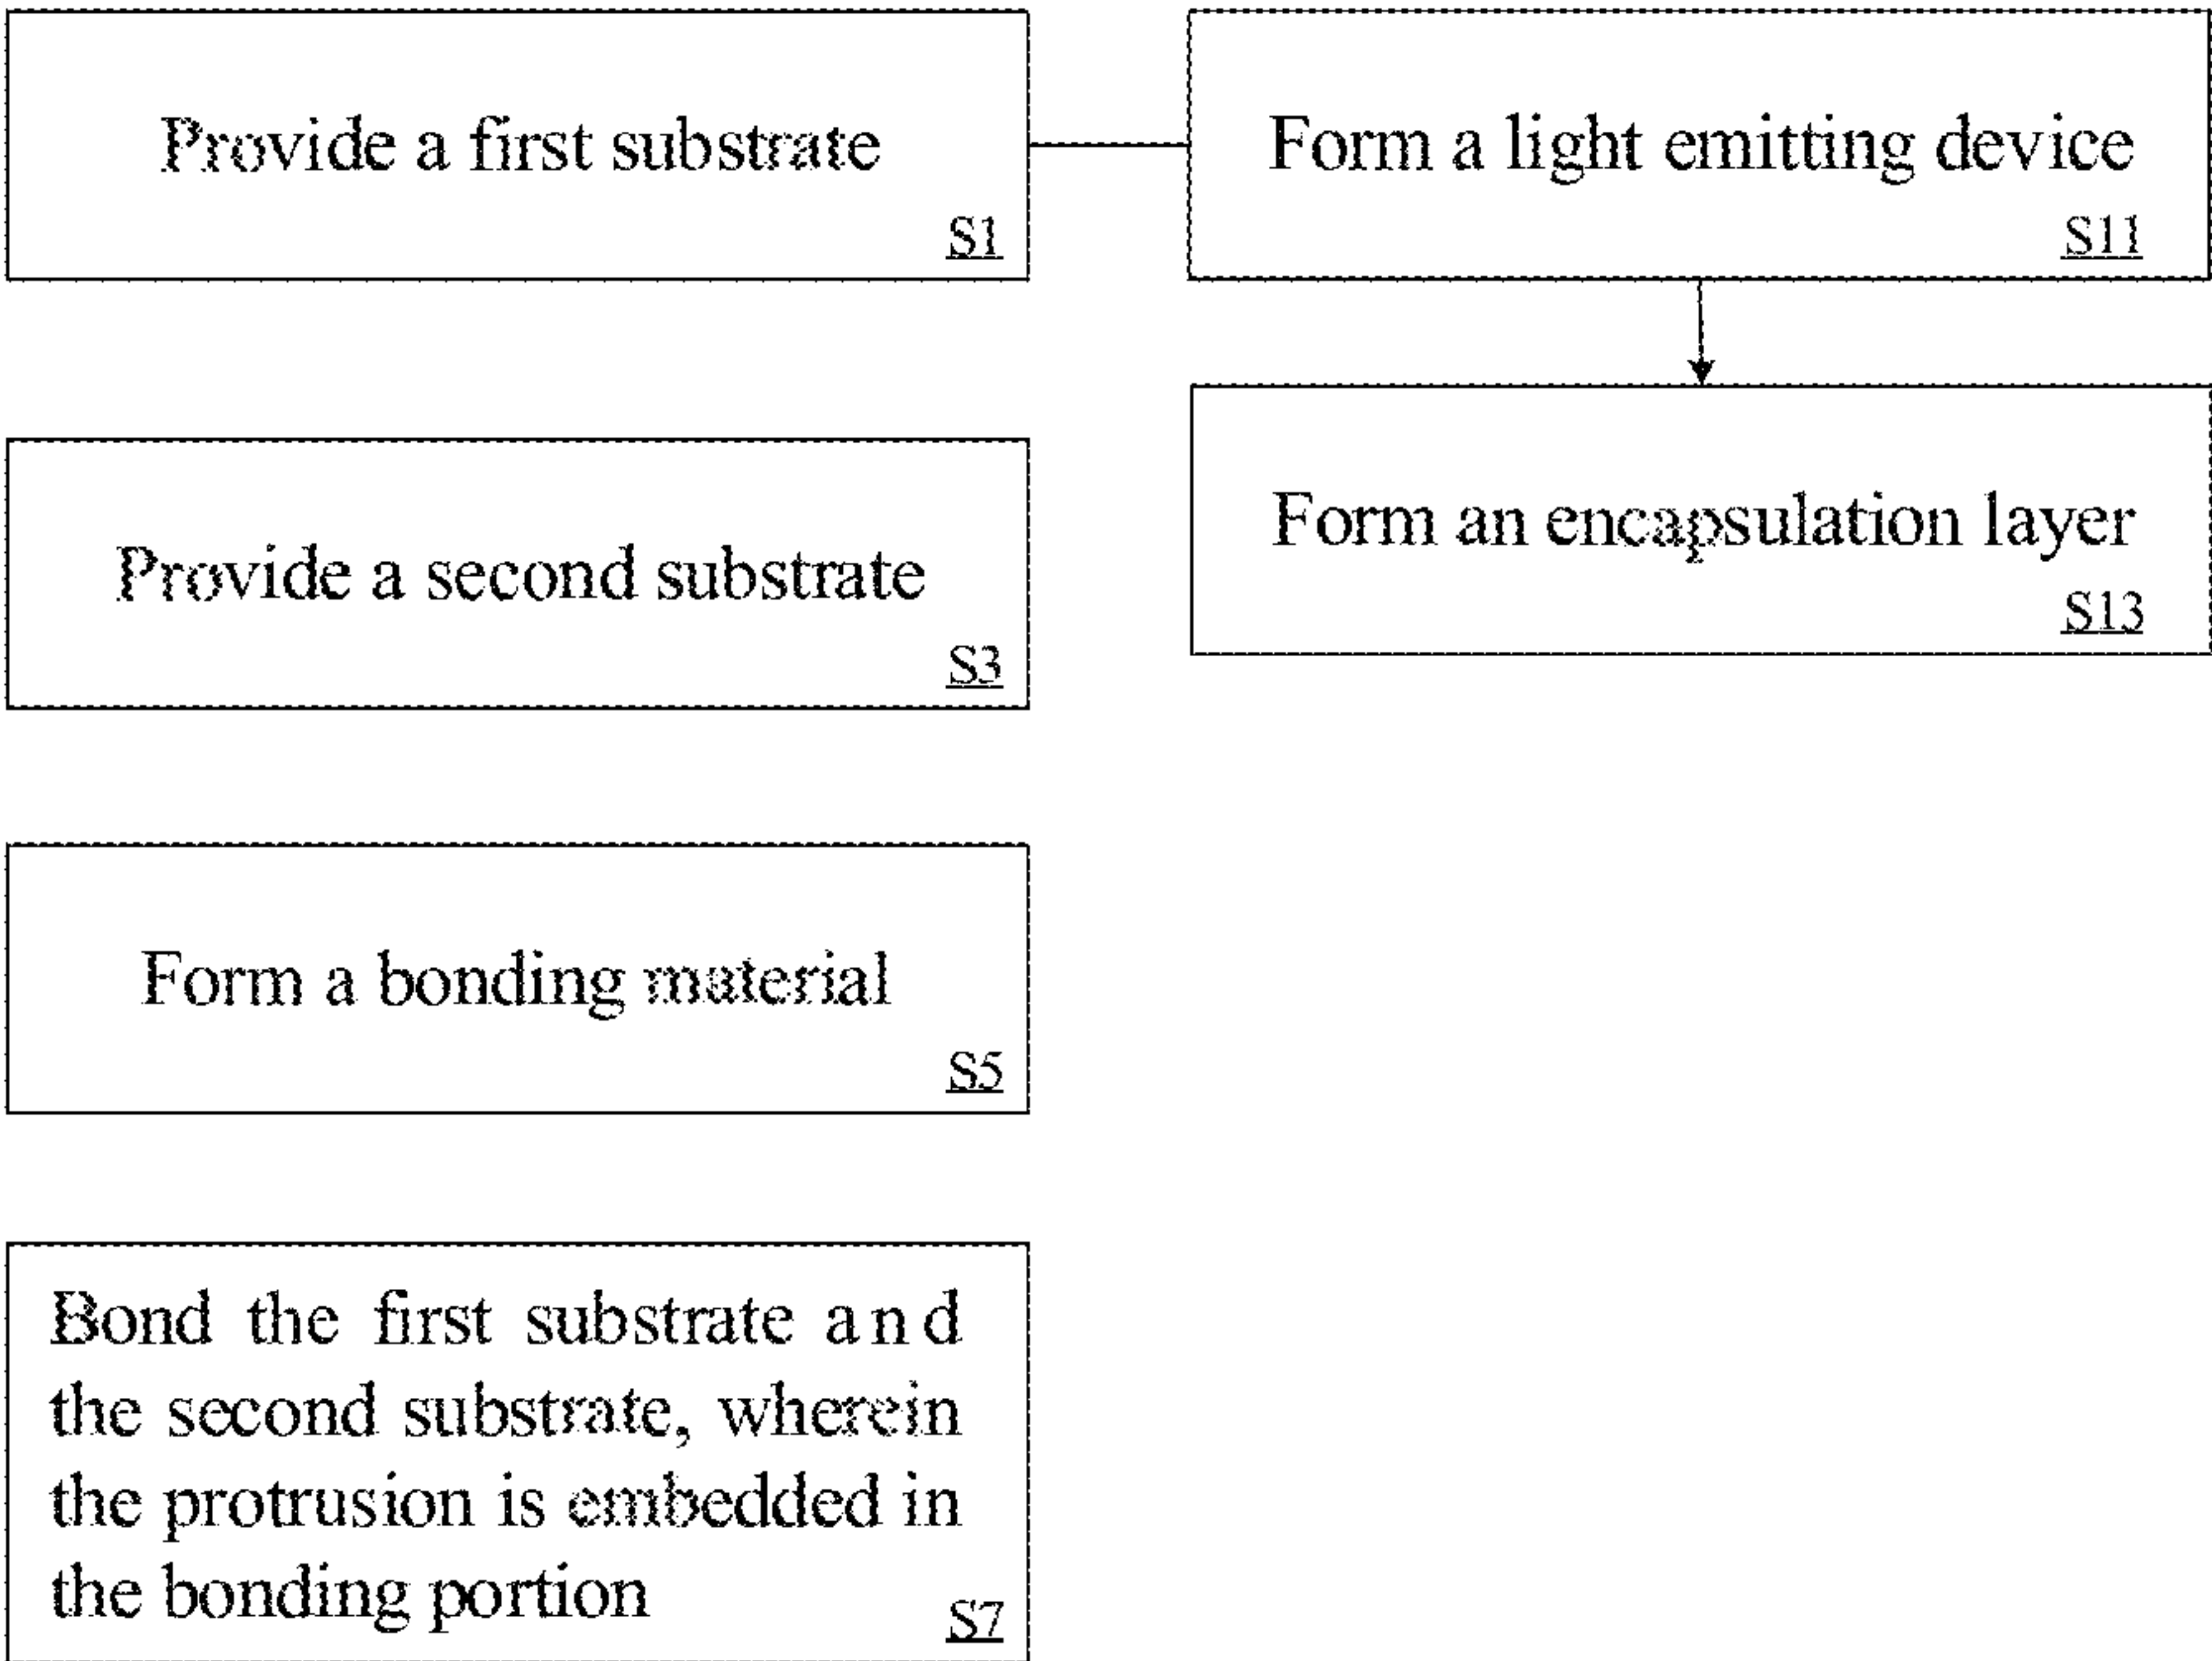 Provide a first substrate
S1
Form a light emitting device
S11
Provide a second substrate
S3
Form an encapsulation layer
S13
Form a bonding material
S5
Bond the first substrate and
the second substrate, wherein
the protrusion is embedded in
the bonding portion
S7